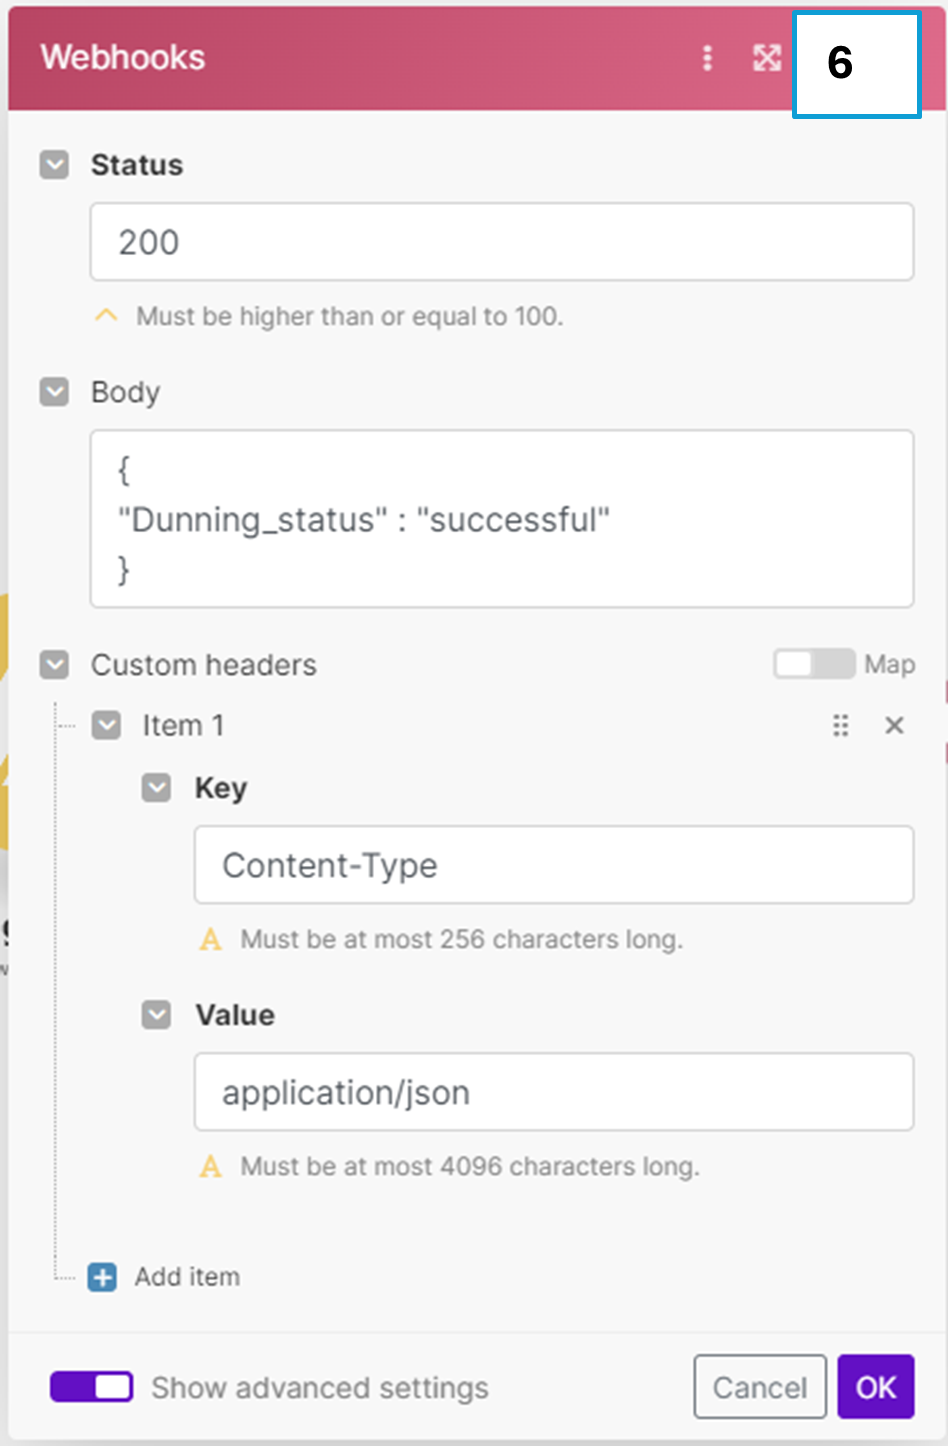 Webhooks
6
Status
200
Must be higher than or equal to 100.
Body
{
"Dunning_status" : "successful"
}
Custom headers
Map
Item 1
Key
Content-Type
A Must be at most 256 characters long.
Value
application/json
A Must be at most 4096 characters long.
Add item
Show advanced settings
Cancel
OK